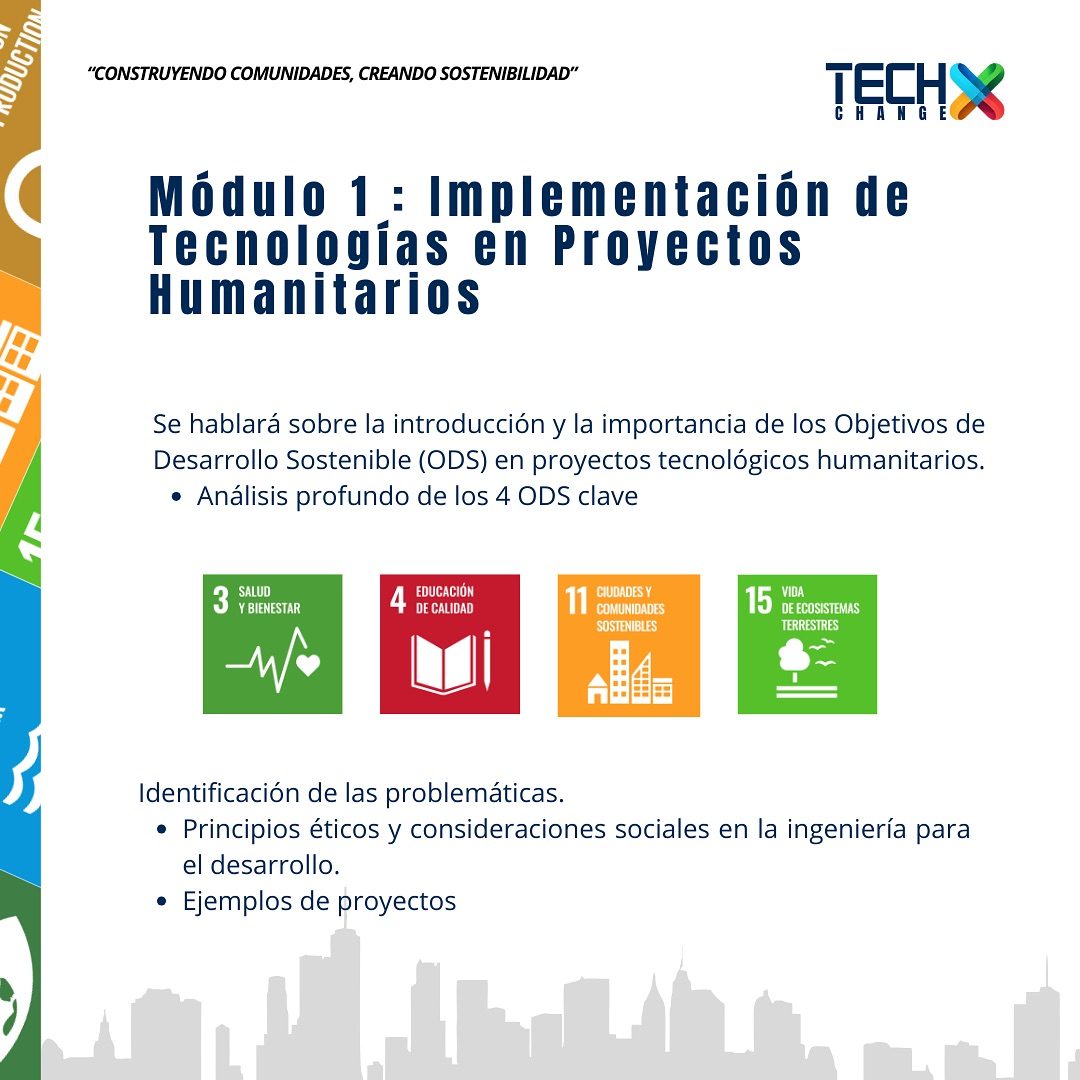 “CONSTRUYENDO COMUNIDADES, CREANDO SOSTENIBILIDAD”
TECH
CHANGE
Módulo 1 : Implementación de
Tecnologías en Proyectos
Humanitarios
Se hablará sobre la introducción y la importancia de los Objetivos de
Desarrollo Sostenible (ODS) en proyectos tecnológicos humanitarios.
• Análisis profundo de los 4 ODS clave
3 SALUD
Y BIENESTAR
4 EDUCACIÓN
DE CALIDAD
11 CIUDADES Y
COMUNIDADES
SOSTENIBLES
15 VIDA
DE ECOSISTEMAS
TERRESTRES
Identificación de las problemáticas.
• Principios éticos y consideraciones sociales en la ingeniería para
el desarrollo.
• Ejemplos de proyectos
PRODUCTION
15